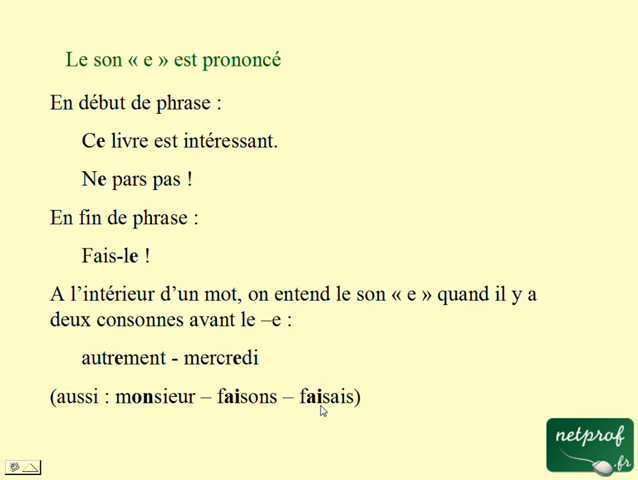 Le son « e » est prononcé
En début de phrase :
Ce livre est intéressant.
Ne pars pas !
En fin de phrase :
Fais-le !
A l’intérieur d’un mot, on entend le son « e » quand il y a
deux consonnes avant le –e :
autrement - mercredi
(aussi : monsieur – faisons – faisais)
netprof
.fr